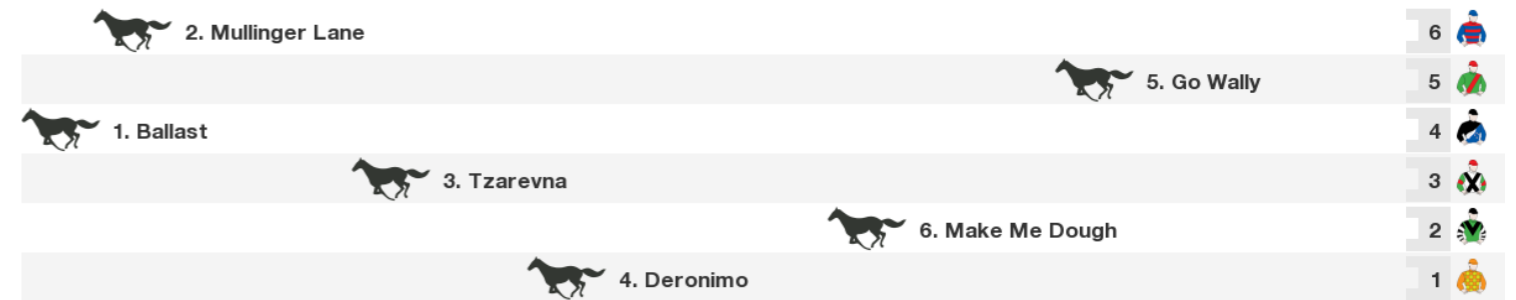 2. Mullinger Lane 6
5. Go Wally 5
1. Ballast 4
3. Tzarevna 3
6. Make Me Dough 2
4. Deronimo 1